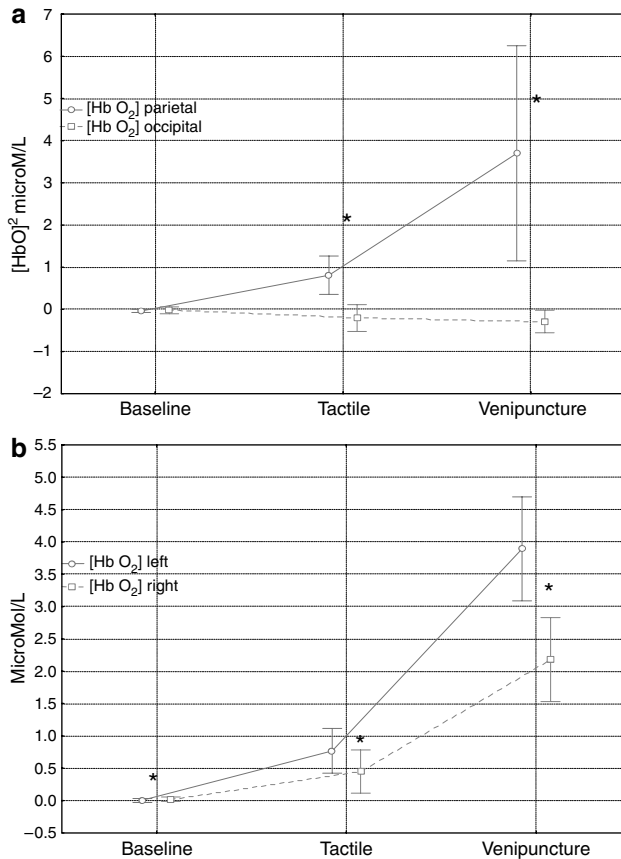 a
7
6
5
4
3
2
1
0
−1
−2
[HbO]² microM/L
[Hb O₂] parietal
[Hb O₂] occipital
*
*
Baseline Tactile Venipuncture
b
5.5
5.0
4.5
4.0
3.5
3.0
2.5
2.0
1.5
1.0
0.5
0.0
−0.5
MicroMol/L
[Hb O₂] left
[Hb O₂] right
*
*
*
Baseline Tactile Venipuncture